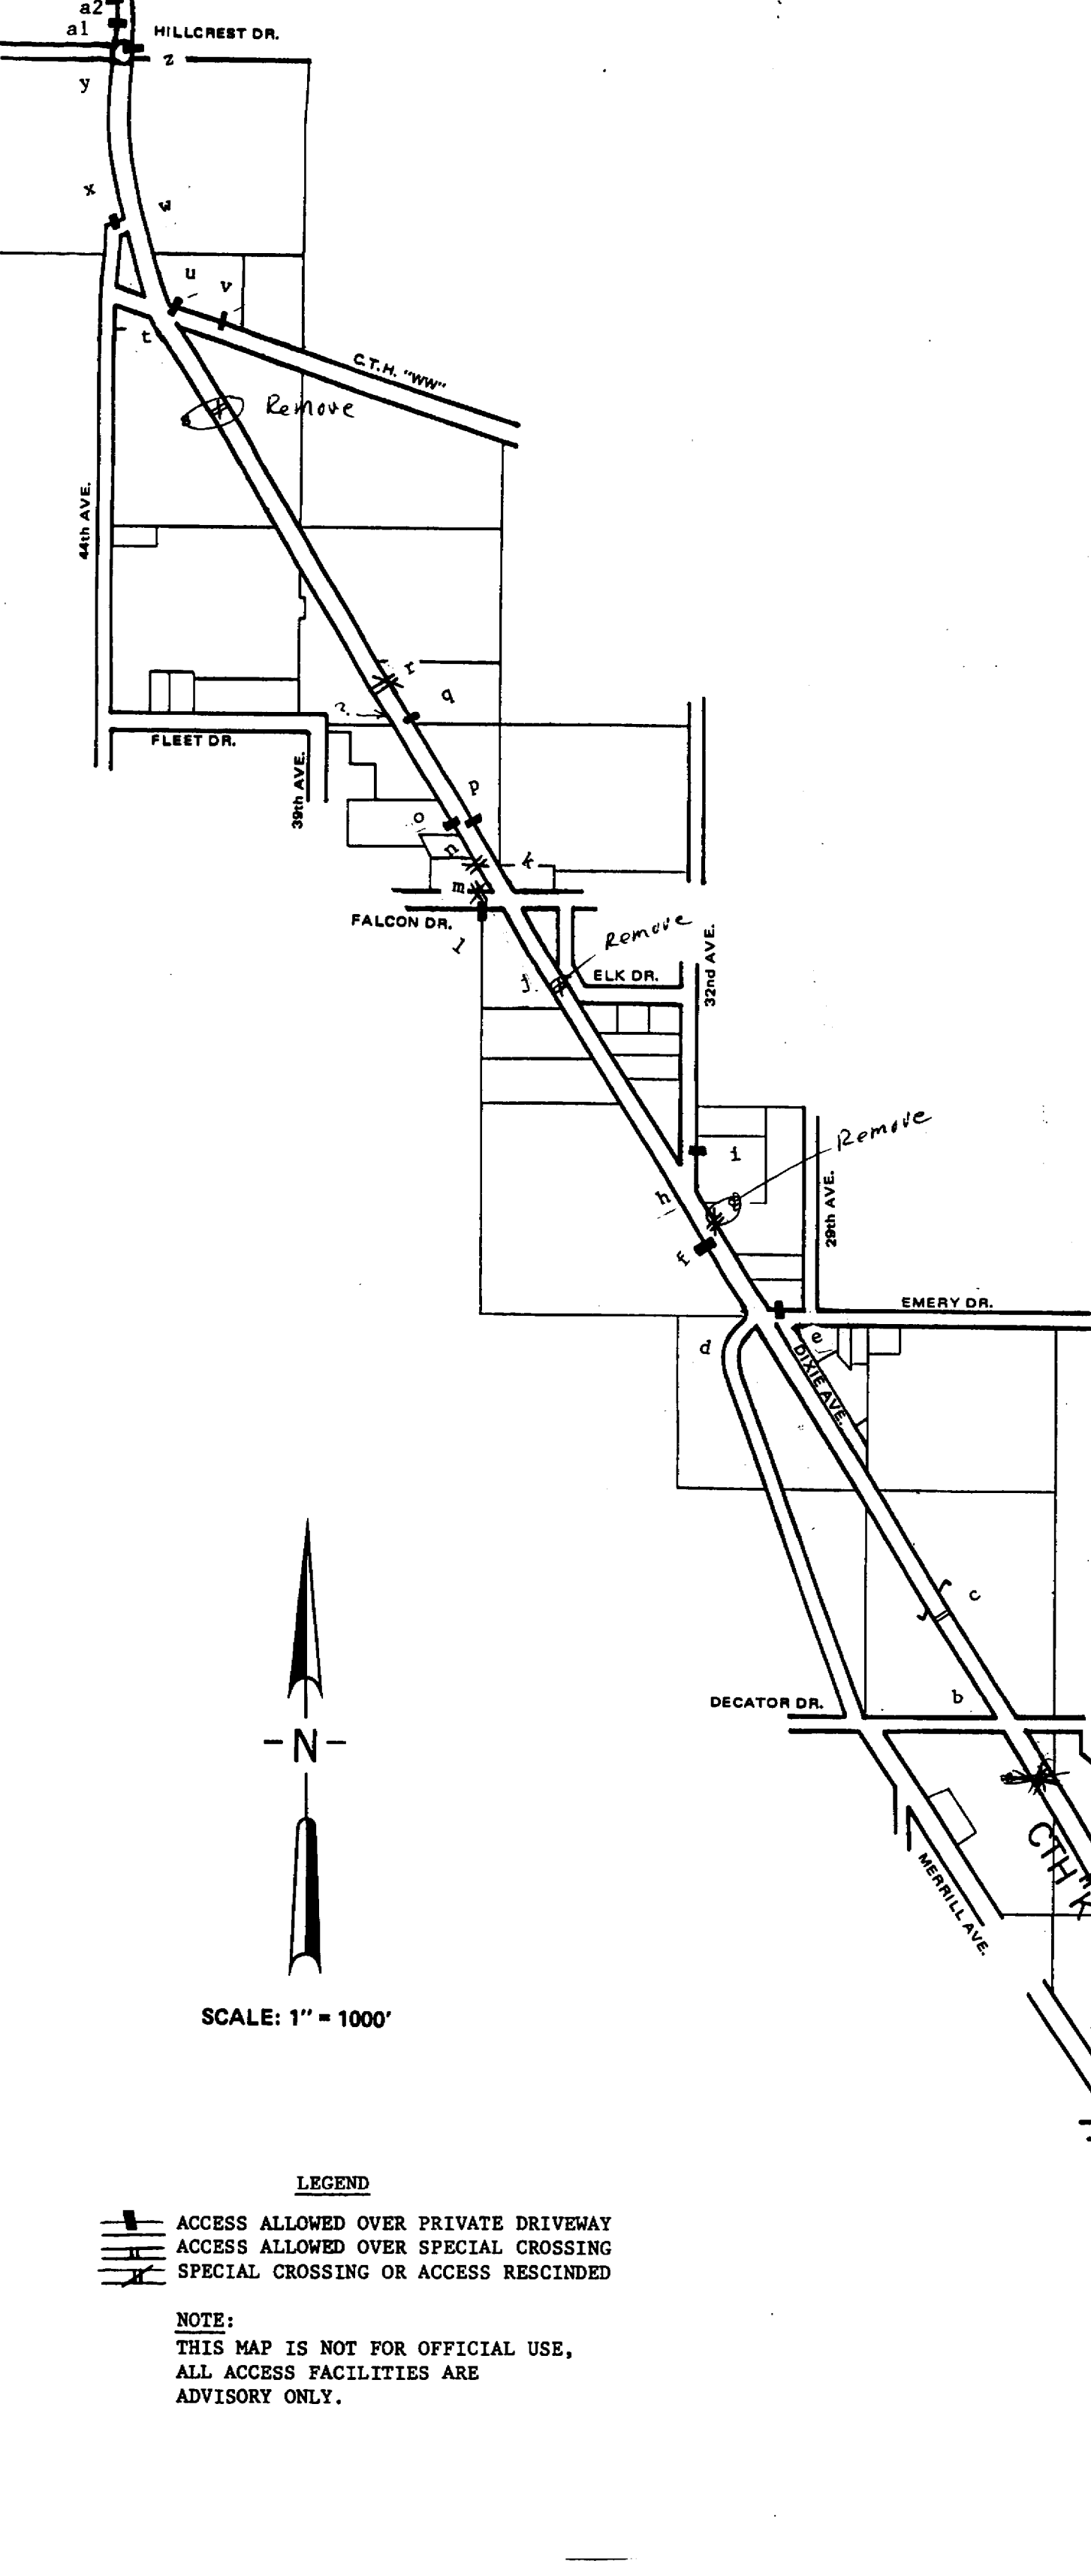 a2
a1
HILLCREST DR.
z
y
x
w
u
v
t
C.T.H. "WW"
Remove
s
44th AVE.
r
q
?
FLEET DR.
39th AVE.
p
o
n
k
m
FALCON DR.
l
Remove
32nd AVE.
j
ELK DR.
Remove
i
h
g
29th AVE.
f
EMERY DR.
d
e
DIXIE AVE.
c
b
DECATOR DR.
CTH "K
MERRILL AVE.
-N-
SCALE: 1" = 1000'
LEGEND
ACCESS ALLOWED OVER PRIVATE DRIVEWAY
ACCESS ALLOWED OVER SPECIAL CROSSING
SPECIAL CROSSING OR ACCESS RESCINDED
NOTE:
THIS MAP IS NOT FOR OFFICIAL USE,
ALL ACCESS FACILITIES ARE
ADVISORY ONLY.